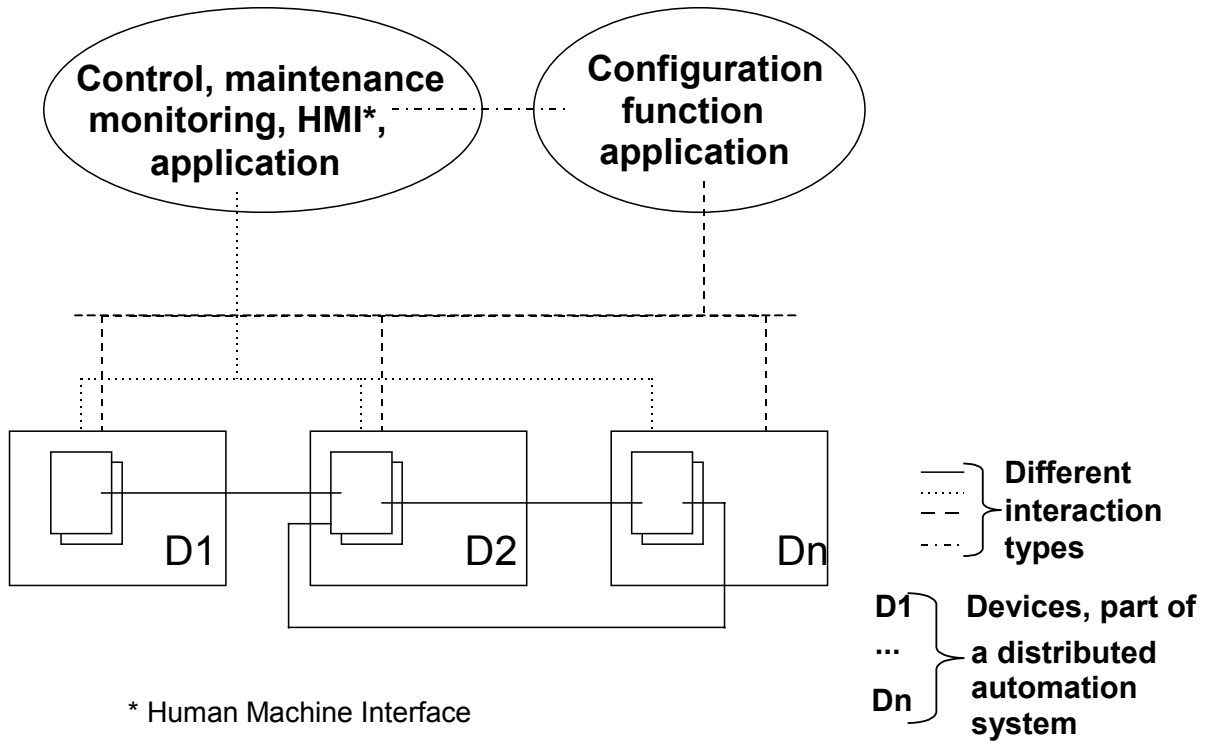 Control, maintenance
monitoring, HMI*,
application
Configuration
function
application
D1
D2
Dn
Different
interaction
types
D1
...
Dn
Devices, part of
a distributed
automation
system
* Human Machine Interface